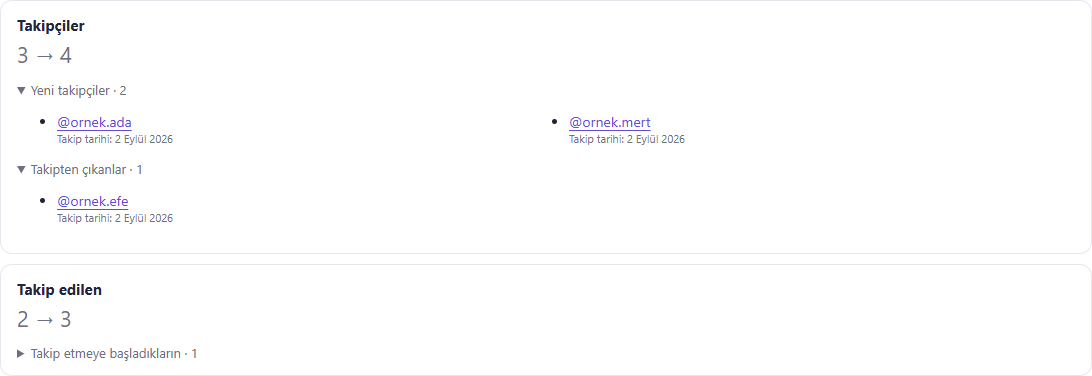 Takipçiler
3 → 4
▼ Yeni takipçiler · 2
• @ornek.ada
Takip tarihi: 2 Eylül 2026
• @ornek.mert
Takip tarihi: 2 Eylül 2026
▼ Takipten çıkanlar · 1
• @ornek.efe
Takip tarihi: 2 Eylül 2026
Takip edilen
2 → 3
▶ Takip etmeye başladıkların · 1